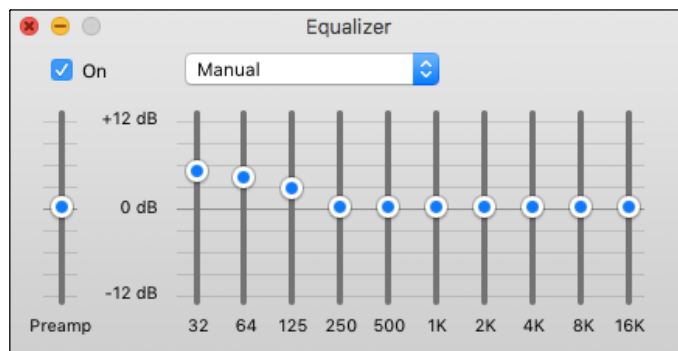 Equalizer
On
Manual
+12 dB
0 dB
-12 dB
Preamp 32 64 125 250 500 1K 2K 4K 8K 16K